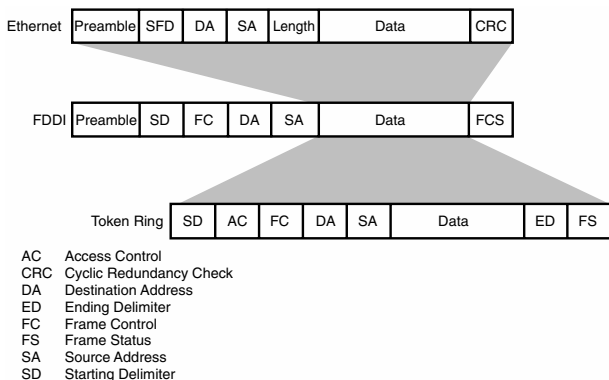 Ethernet Preamble SFD DA SA Length Data CRC
FDDI Preamble SD FC DA SA Data FCS
Token Ring SD AC FC DA SA Data ED FS
AC Access Control
CRC Cyclic Redundancy Check
DA Destination Address
ED Ending Delimiter
FC Frame Control
FS Frame Status
SA Source Address
SD Starting Delimiter